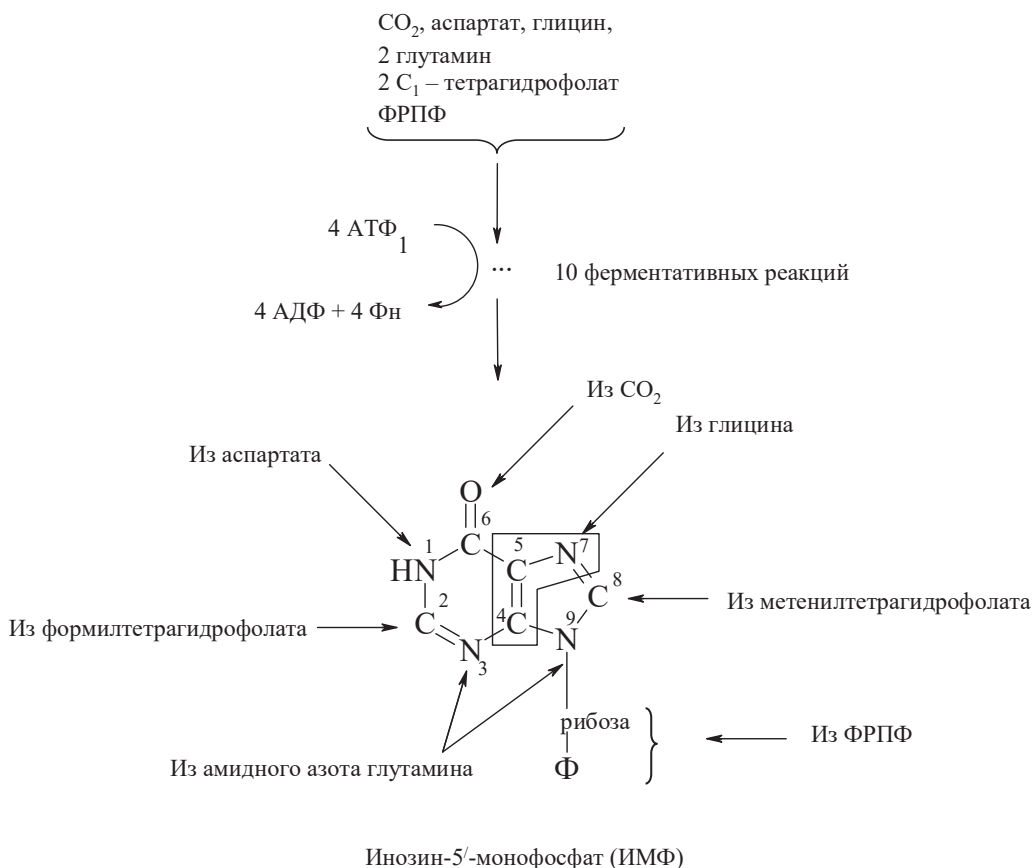 CO₂, аспартат, глицин,
2 глутамин
2 C₁ – тетрагидрофолат
ФРПФ
4 АТФ₁
... 10 ферментативных реакций
4 АДФ + 4 Фн
Из CO₂
Из глицина
Из аспартата
O
6
C
1
5
N
7
HN
C
2
C
8
Из метенилтетрагидрофолата
Из формилтетрагидрофолата
C
4
C
9
N
3
N
рибоза
Из ФРПФ
Из амидного азота глутамина
Ф
Инозин-5/-монофосфат (ИМФ)